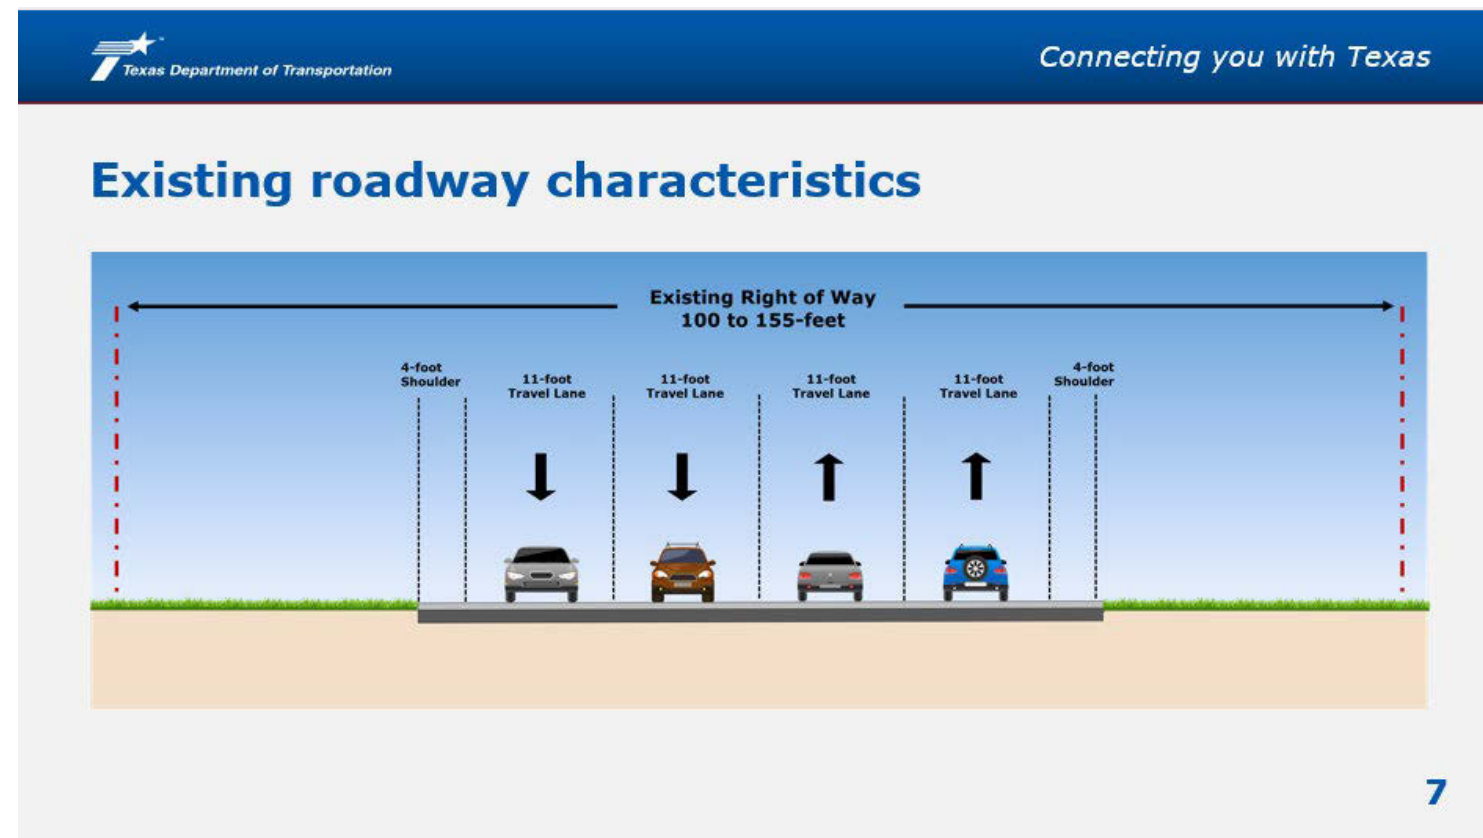 Texas Department of Transportation
Connecting you with Texas
Existing roadway characteristics
Existing Right of Way
100 to 155-feet
4-foot
Shoulder
11-foot
Travel Lane
11-foot
Travel Lane
11-foot
Travel Lane
11-foot
Travel Lane
4-foot
Shoulder
7